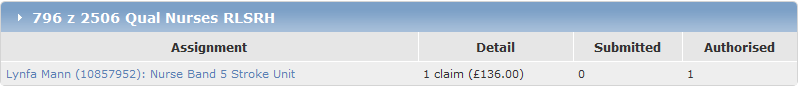 796 z 2506 Qual Nurses RLSRH
Assignment Detail Submitted Authorised
Lynfa Mann (10857952): Nurse Band 5 Stroke Unit 1 claim (£136.00) 0 1